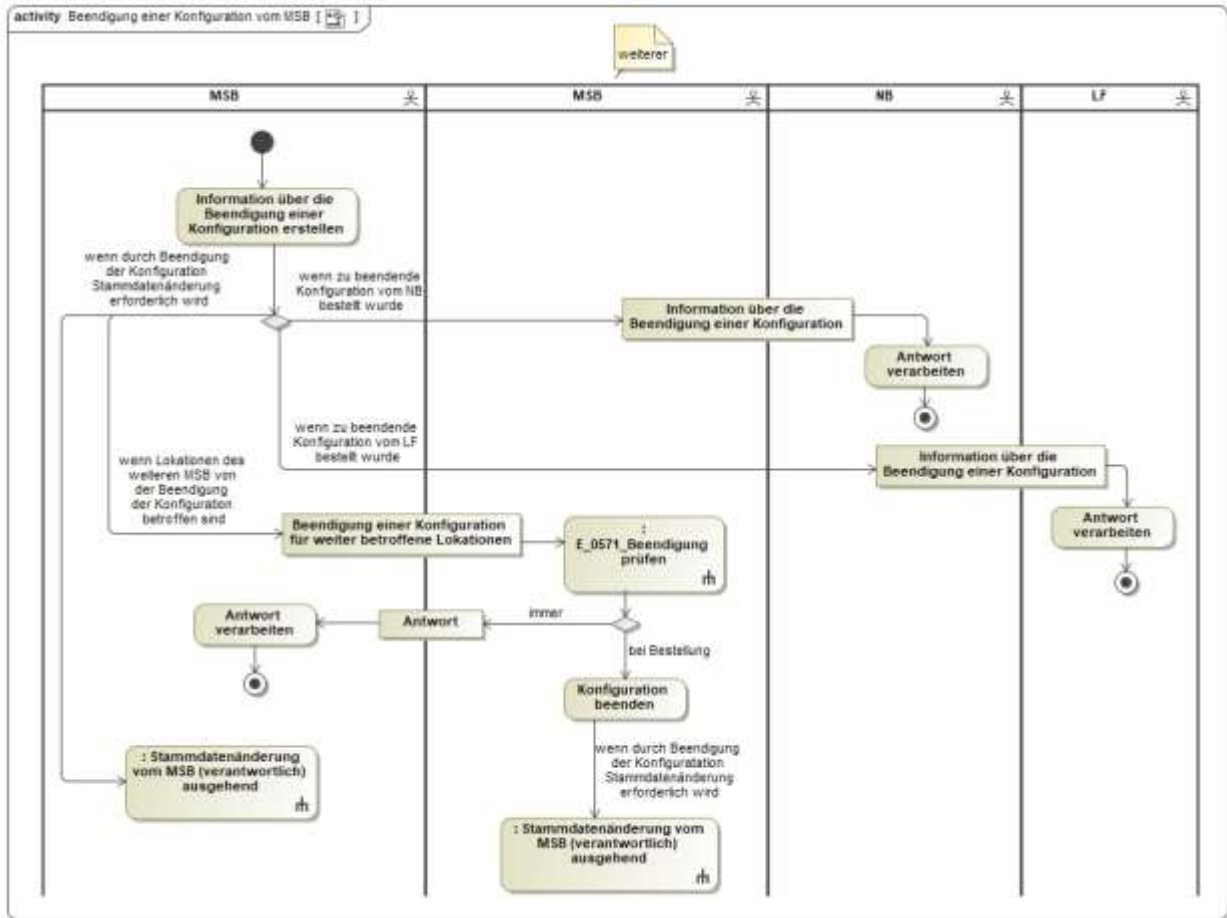 activity Beendigung einer Konfiguration vom MSB [ ]
weiterer
MSB
MSB
NB
LF
Information über die
Beendigung einer
Konfiguration erstellen
wenn durch Beendigung
der Konfiguration
Stammdatenänderung
erforderlich wird
wenn zu beendende
Konfiguration vom NB
bestellt wurde
Information über die
Beendigung einer Konfiguration
Antwort
verarbeiten
wenn zu beendende
Konfiguration vom LF
bestellt wurde
Information über die
Beendigung einer Konfiguration
wenn Lokationen des
weiteren MSB von
der Beendigung
der Konfiguration
betroffen sind
Antwort
verarbeiten
Beendigung einer Konfiguration
für weiter betroffene Lokationen
:
E_0571_Beendigung
prüfen
Antwort
verarbeiten
Antwort
immer
bei Bestellung
Konfiguration
beenden
wenn durch Beendigung
der Konfiguratation
Stammdatenänderung
erforderlich wird
: Stammdatenänderung
vom MSB (verantwortlich)
ausgehend
: Stammdatenänderung vom
MSB (verantwortlich)
ausgehend